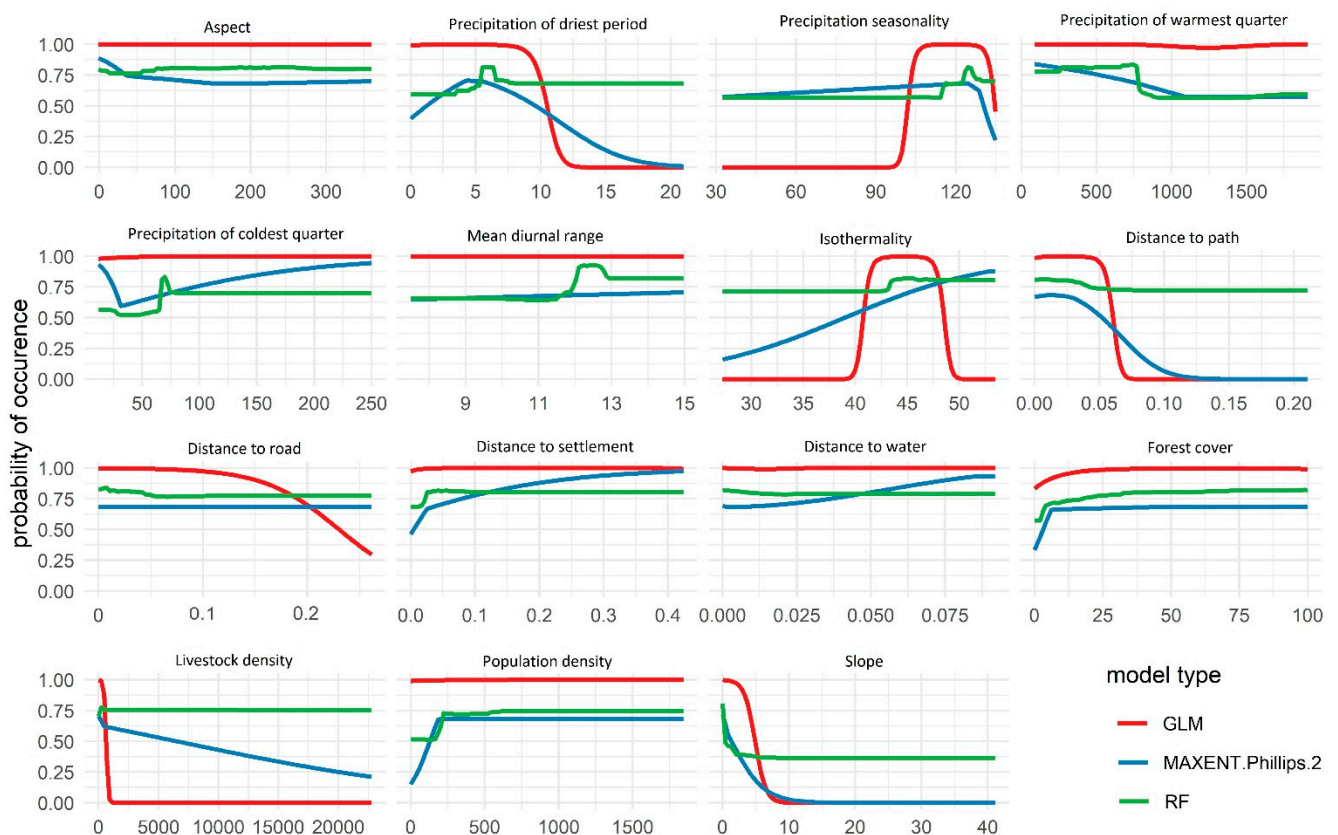 Aspect
Precipitation of driest period
Precipitation seasonality
Precipitation of warmest quarter
1.00
0.75
0.50
0.25
0.00
0 100 200 300
0 5 10 15 20
30 60 90 120
0 500 1000 1500
Precipitation of coldest quarter
Mean diurnal range
Isothermality
Distance to path
1.00
0.75
0.50
0.25
0.00
50 100 150 200 250
9 11 13 15
30 35 40 45 50
0.00 0.05 0.10 0.15 0.20
probability of occurence
Distance to road
Distance to settlement
Distance to water
Forest cover
1.00
0.75
0.50
0.25
0.00
0 0.1 0.2
0.0 0.1 0.2 0.3 0.4
0.000 0.025 0.050 0.075
0 25 50 75 100
Livestock density
Population density
Slope
1.00
0.75
0.50
0.25
0.00
0 5000 10000 15000 20000
0 500 1000 1500
0 10 20 30 40
model type
GLM
MAXENT.Phillips.2
RF